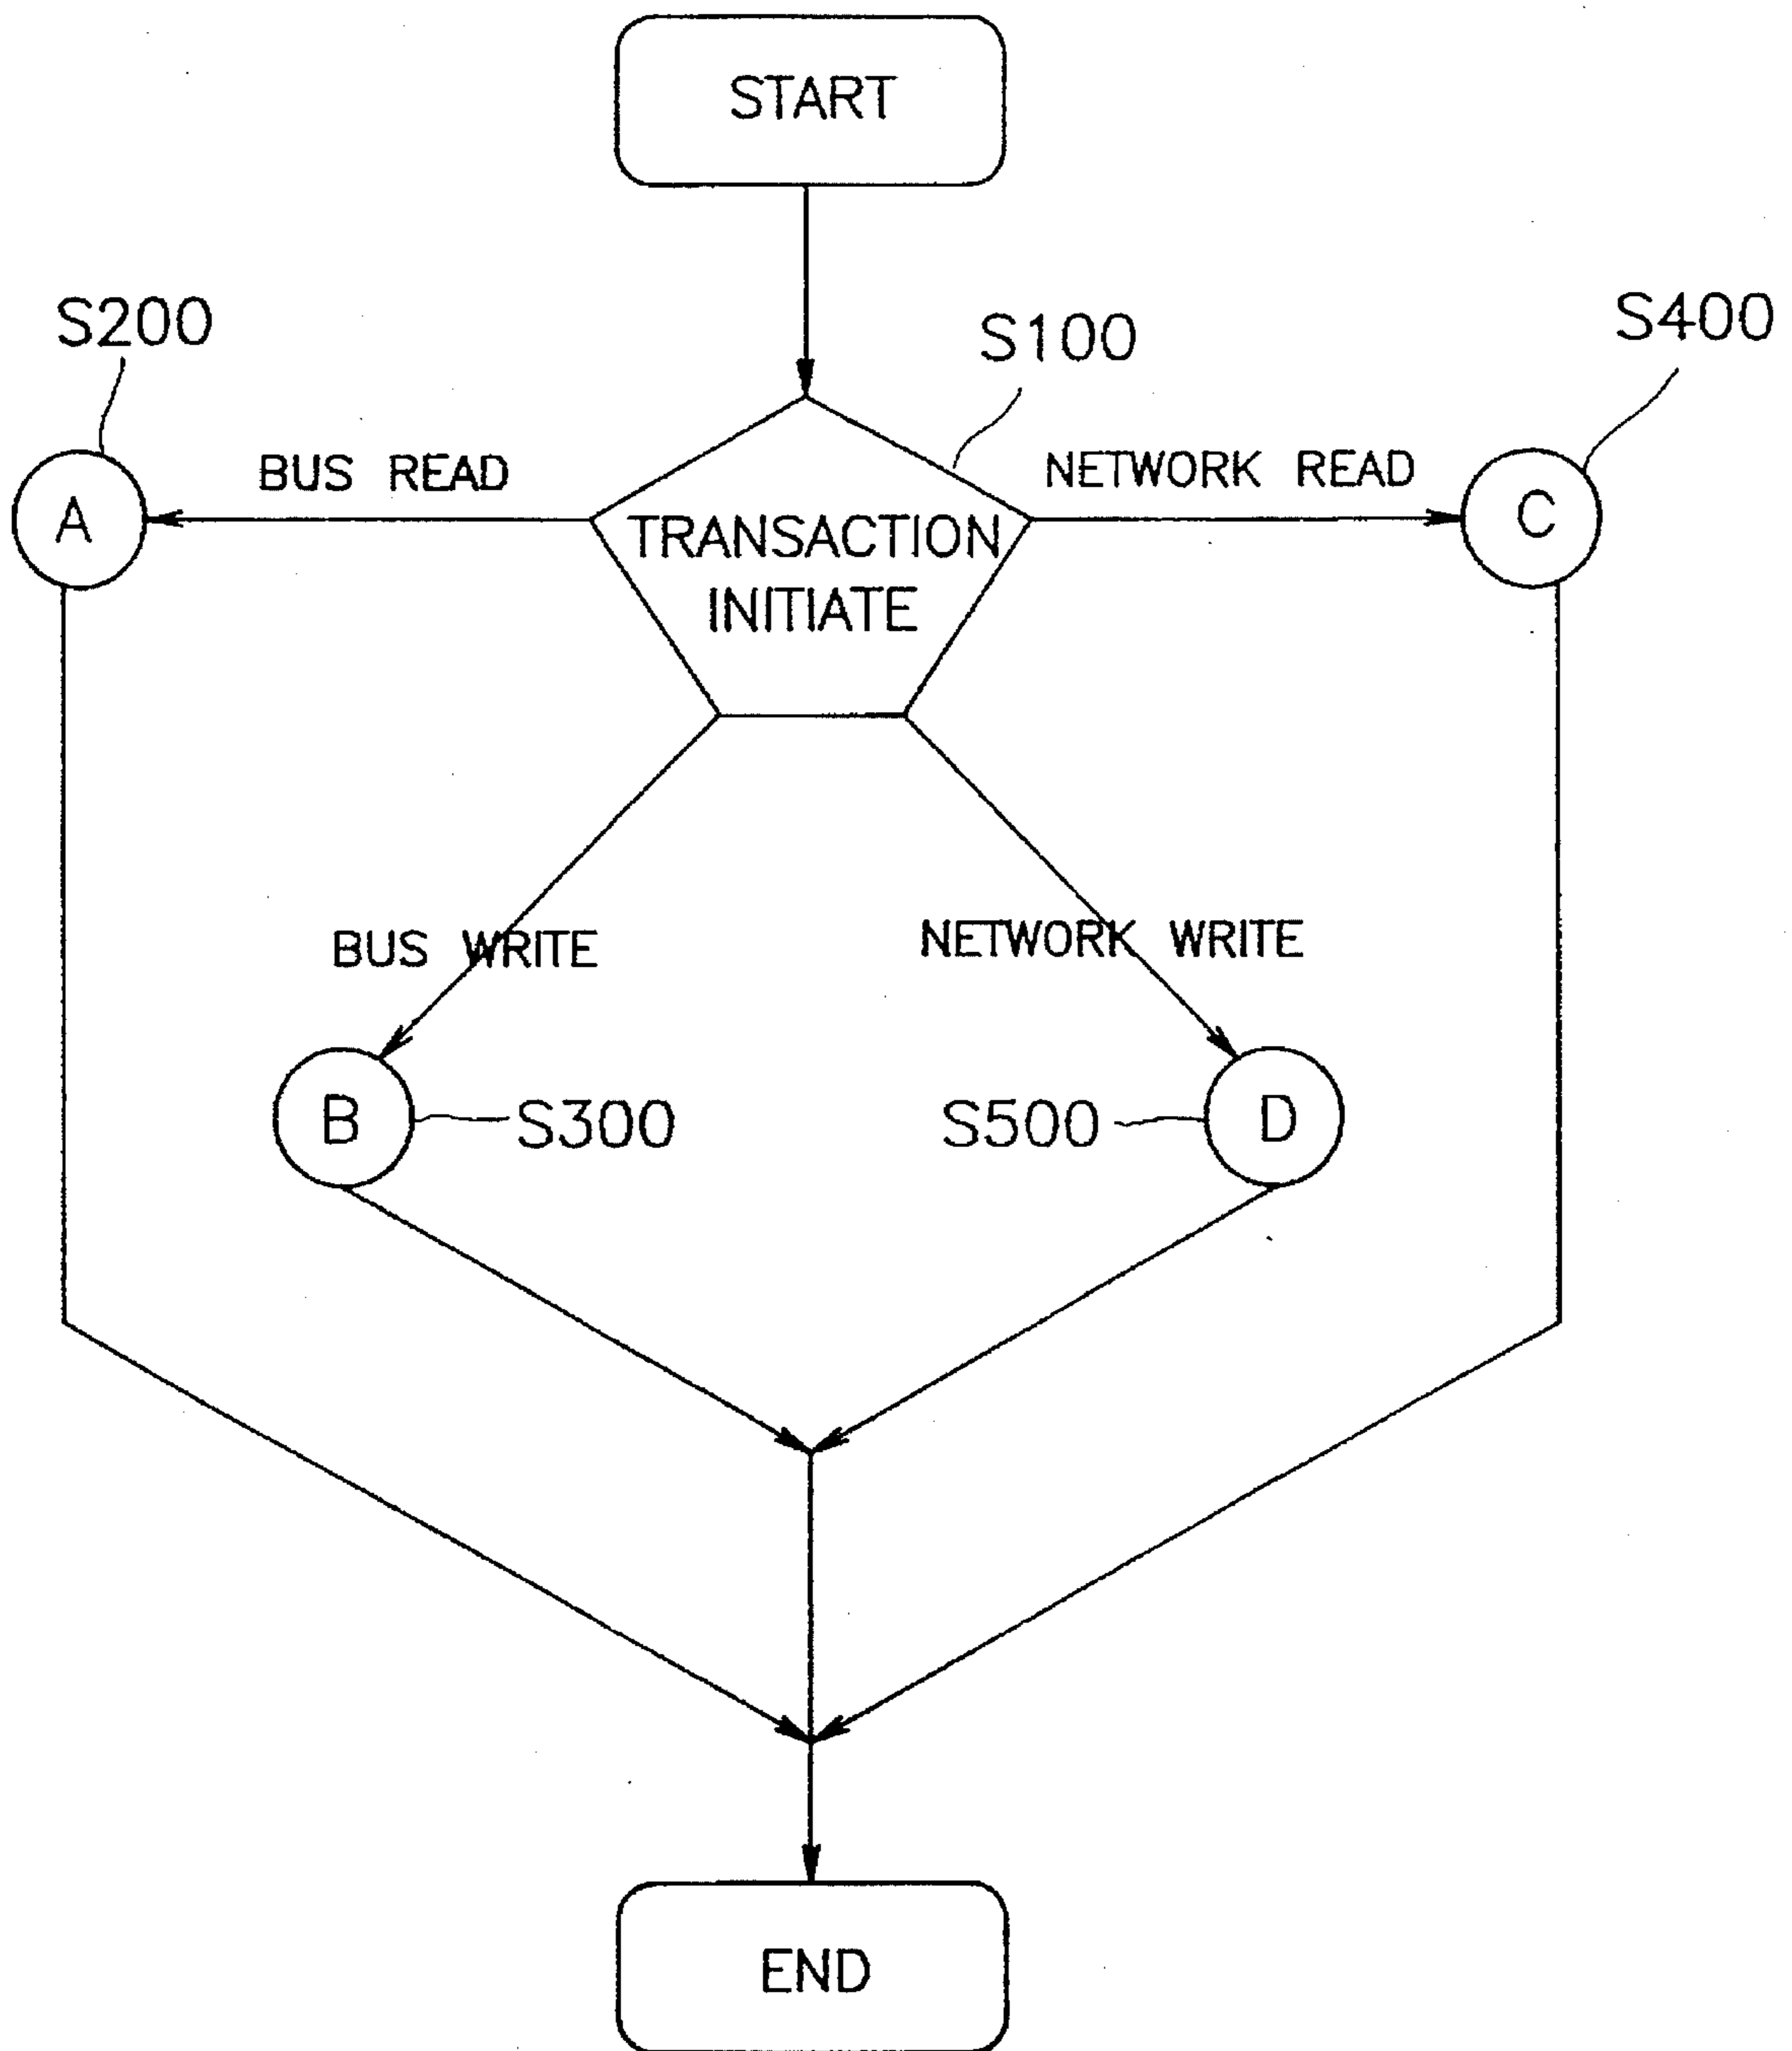 START
S200
S100
S400
BUS READ
NETWORK READ
A
C
TRANSACTION
INITIATE
BUS WRITE
NETWORK WRITE
B
S300
S500
D
END